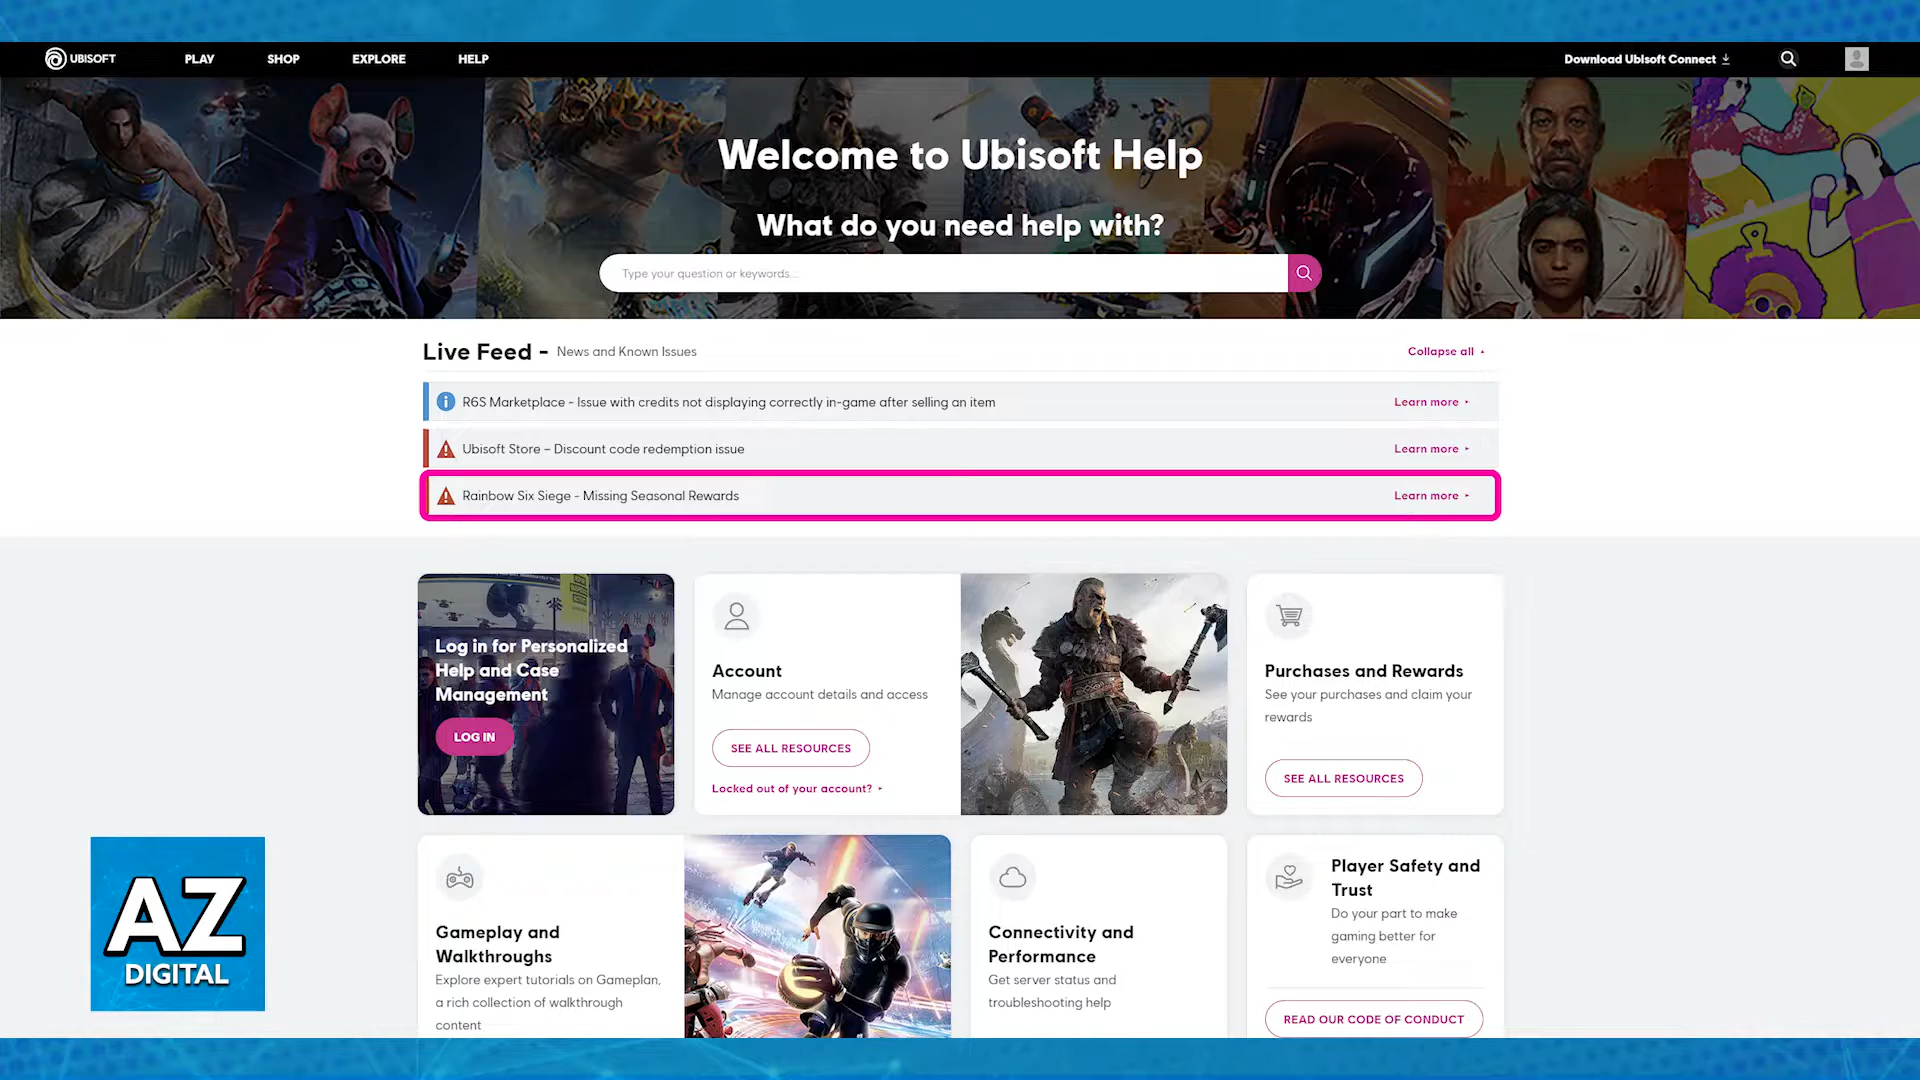 UBISOFT
PLAY
SHOP
EXPLORE
HELP
Download Ubisoft Connect
Welcome to Ubisoft Help
What do you need help with?
Type your question or keywords...
Live Feed - News and Known Issues
Collapse all
R6S Marketplace - Issue with credits not displaying correctly in-game after selling an item
Learn more
Ubisoft Store – Discount code redemption issue
Learn more
Rainbow Six Siege - Missing Seasonal Rewards
Learn more
Log in for Personalized
Help and Case
Management
LOG IN
Account
Manage account details and access
SEE ALL RESOURCES
Locked out of your account?
Purchases and Rewards
See your purchases and claim your
rewards
SEE ALL RESOURCES
Gameplay and
Walkthroughs
Explore expert tutorials on Gameplan,
a rich collection of walkthrough
content
Connectivity and
Performance
Get server status and
troubleshooting help
Player Safety and
Trust
Do your part to make
gaming better for
everyone
READ OUR CODE OF CONDUCT
AZ
DIGITAL